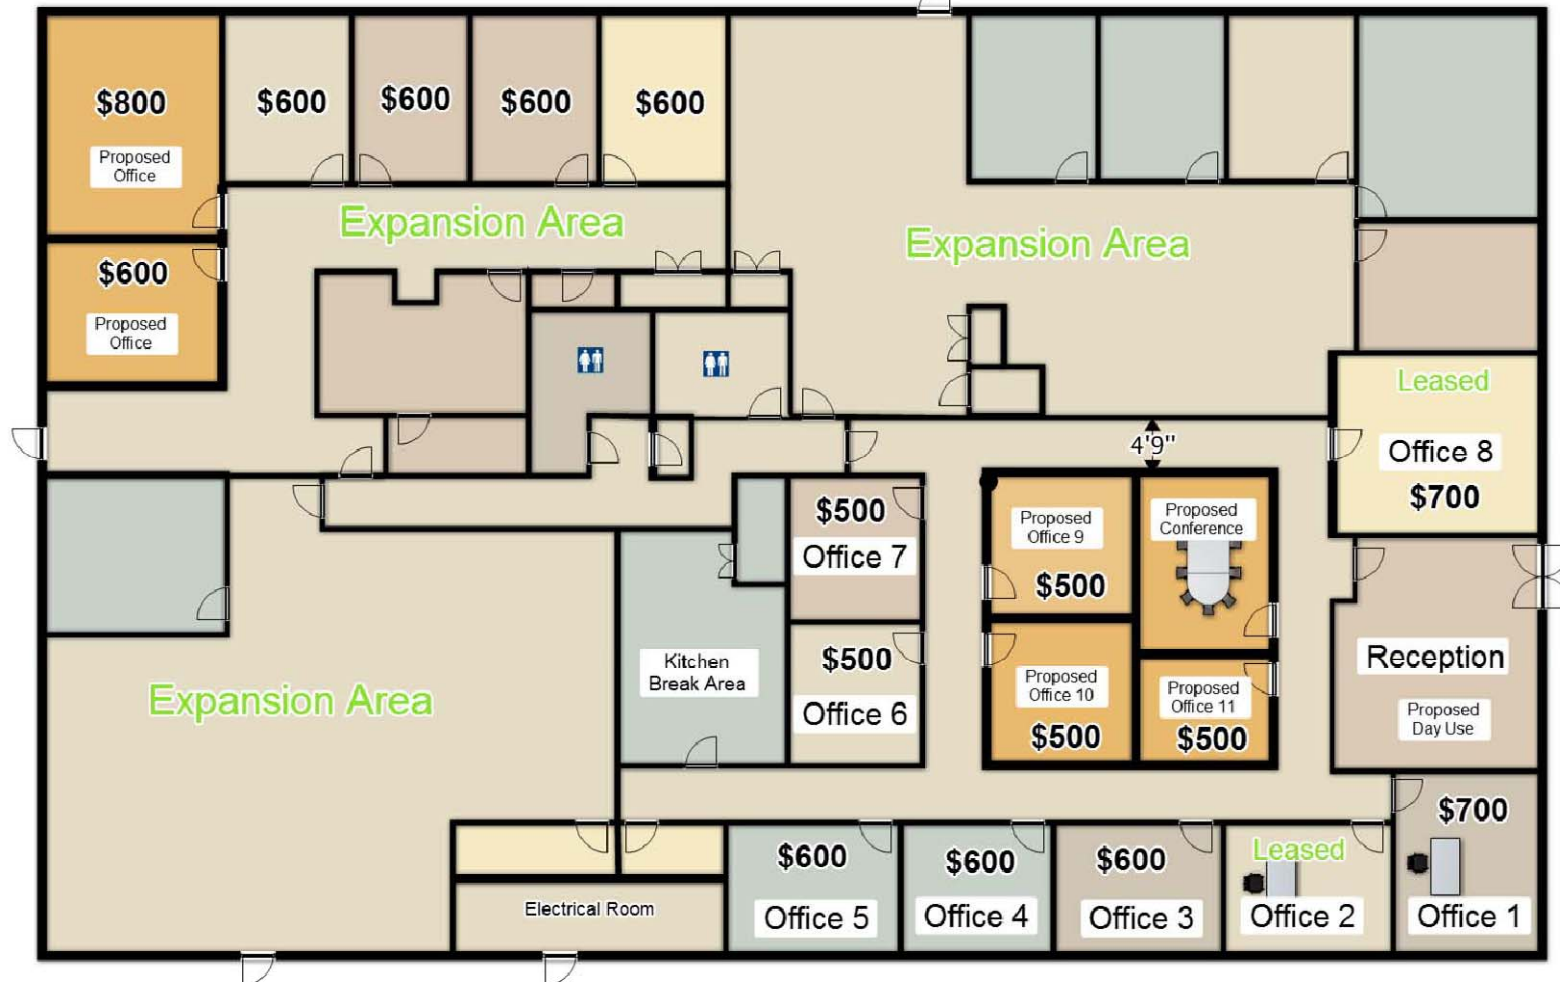 $800
Proposed
Office
$600
$600
$600
$600
Expansion Area
Expansion Area
$600
Proposed
Office
Leased
Office 8
$700
4'9"
$500
Office 7
Proposed
Office 9
$500
Proposed
Conference
Kitchen
Break Area
$500
Office 6
Proposed
Office 10
$500
Proposed
Office 11
$500
Reception
Proposed
Day Use
Expansion Area
Electrical Room
$600
Office 5
$600
Office 4
$600
Office 3
Leased
Office 2
$700
Office 1